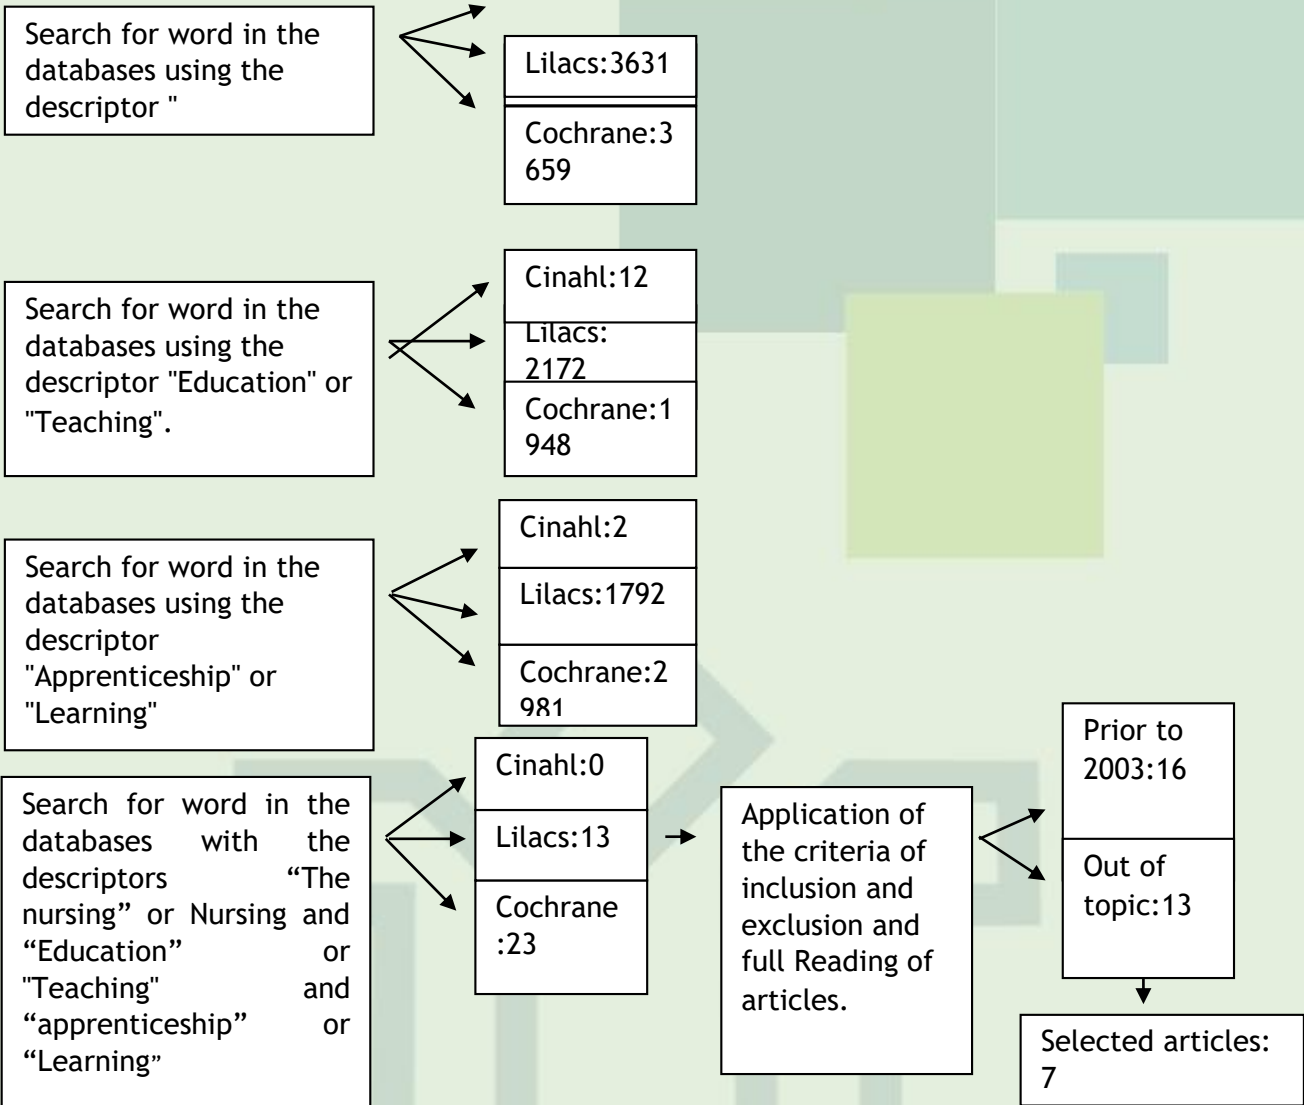 Search for word in the
databases using the
descriptor "
Lilacs:3631
Cochrane:3
659
Search for word in the
databases using the
descriptor "Education" or
"Teaching".
Cinahl:12
Lilacs:
2172
Cochrane:1
948
Search for word in the
databases using the
descriptor
"Apprenticeship" or
"Learning"
Cinahl:2
Lilacs:1792
Cochrane:2
981
Search for word in the
databases with the
descriptors “The
nursing” or Nursing and
“Education” or
"Teaching" and
“apprenticeship” or
“Learning”
Cinahl:0
Lilacs:13
Cochrane
:23
Application of
the criteria of
inclusion and
exclusion and
full Reading of
articles.
Prior to
2003:16
Out of
topic:13
Selected articles:
7